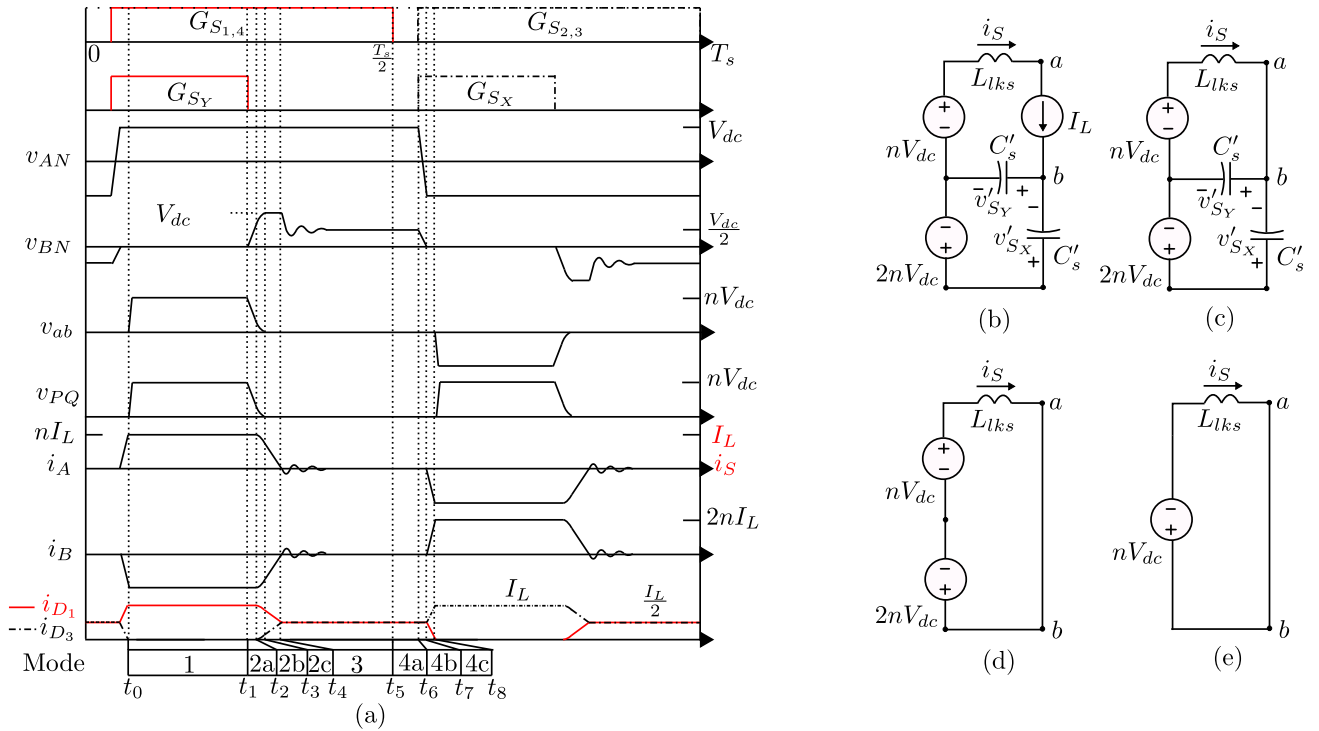 G_{S_{1,4}} G_{S_{2,3}}
0 T_s/2 T_s
G_{S_Y} G_{S_X}
v_{AN} V_{dc}
V_{dc}
v_{BN} V_{dc}/2
v_{ab} nV_{dc}
v_{PQ} nV_{dc}
nI_L I_L
i_A i_S
2nI_L
i_B
i_{D_1} I_L I_L/2
i_{D_3}
Mode 1 2a 2b 2c 3 4a 4b 4c
t_0 t_1 t_2 t_3 t_4 t_5 t_6 t_7 t_8
(a)
i_S
L_{lks} a
+
−
nV_{dc} I_L
C'_s
b
− v'_{S_Y} +
−
−
+
2nV_{dc} v'_{S_X}
+ C'_s
(b)
i_S
L_{lks} a
+
−
nV_{dc}
C'_s
b
− v'_{S_Y} +
−
−
+
2nV_{dc} v'_{S_X}
+ C'_s
(c)
i_S
L_{lks} a
+
−
nV_{dc}
−
+
2nV_{dc}
b
(d)
i_S
L_{lks} a
−
+
nV_{dc}
b
(e)